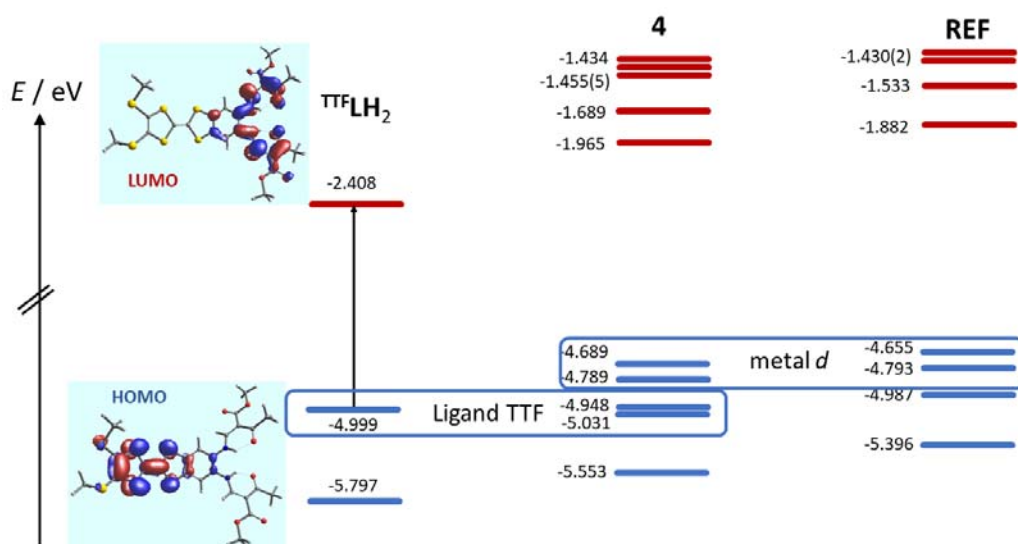 4
REF
E / eV
TTFLH2
LUMO
-2.408
-1.434
-1.455(5)
-1.689
-1.965
-1.430(2)
-1.533
-1.882
-4.689
-4.789
metal d
-4.655
-4.793
HOMO
-4.999
Ligand TTF
-4.948
-5.031
-4.987
-5.797
-5.553
-5.396